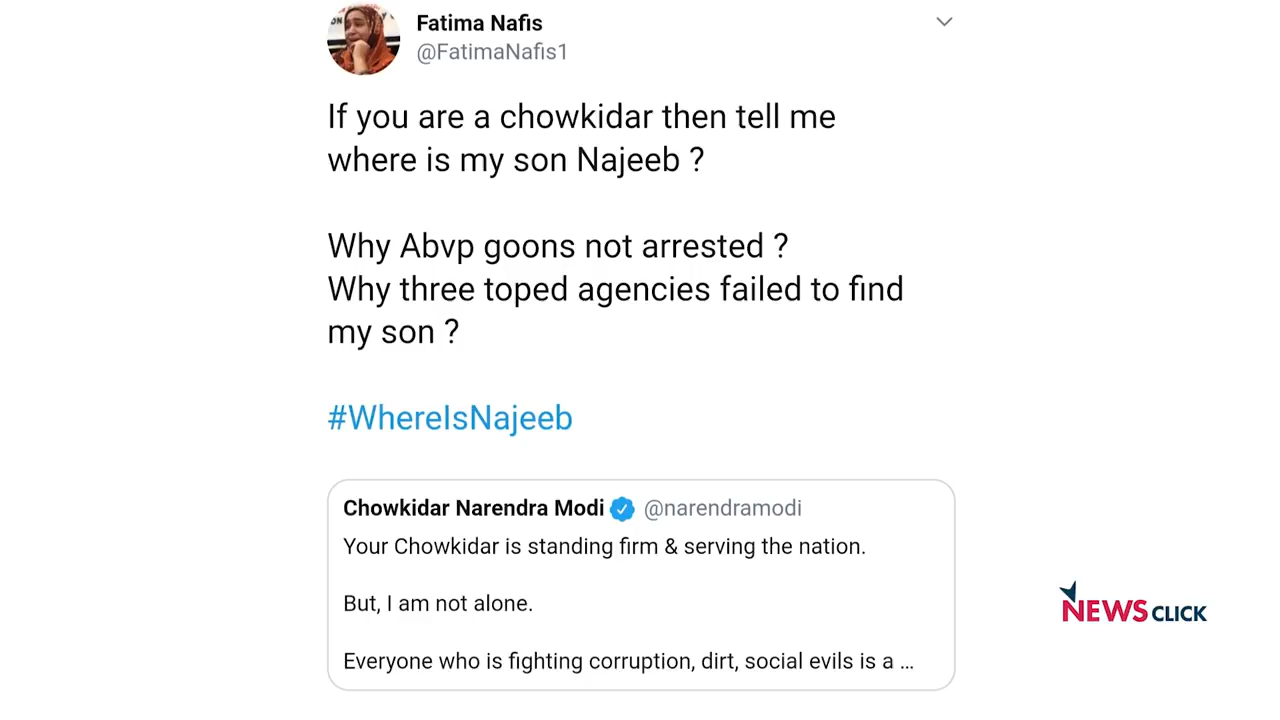 Fatima Nafis
@FatimaNafis1
If you are a chowkidar then tell me
where is my son Najeeb ?
Why Abvp goons not arrested ?
Why three toped agencies failed to find
my son ?
#WhereIsNajeeb
Chowkidar Narendra Modi @narendramodi
Your Chowkidar is standing firm & serving the nation.
But, I am not alone.
Everyone who is fighting corruption, dirt, social evils is a ...
NEWSCLICK